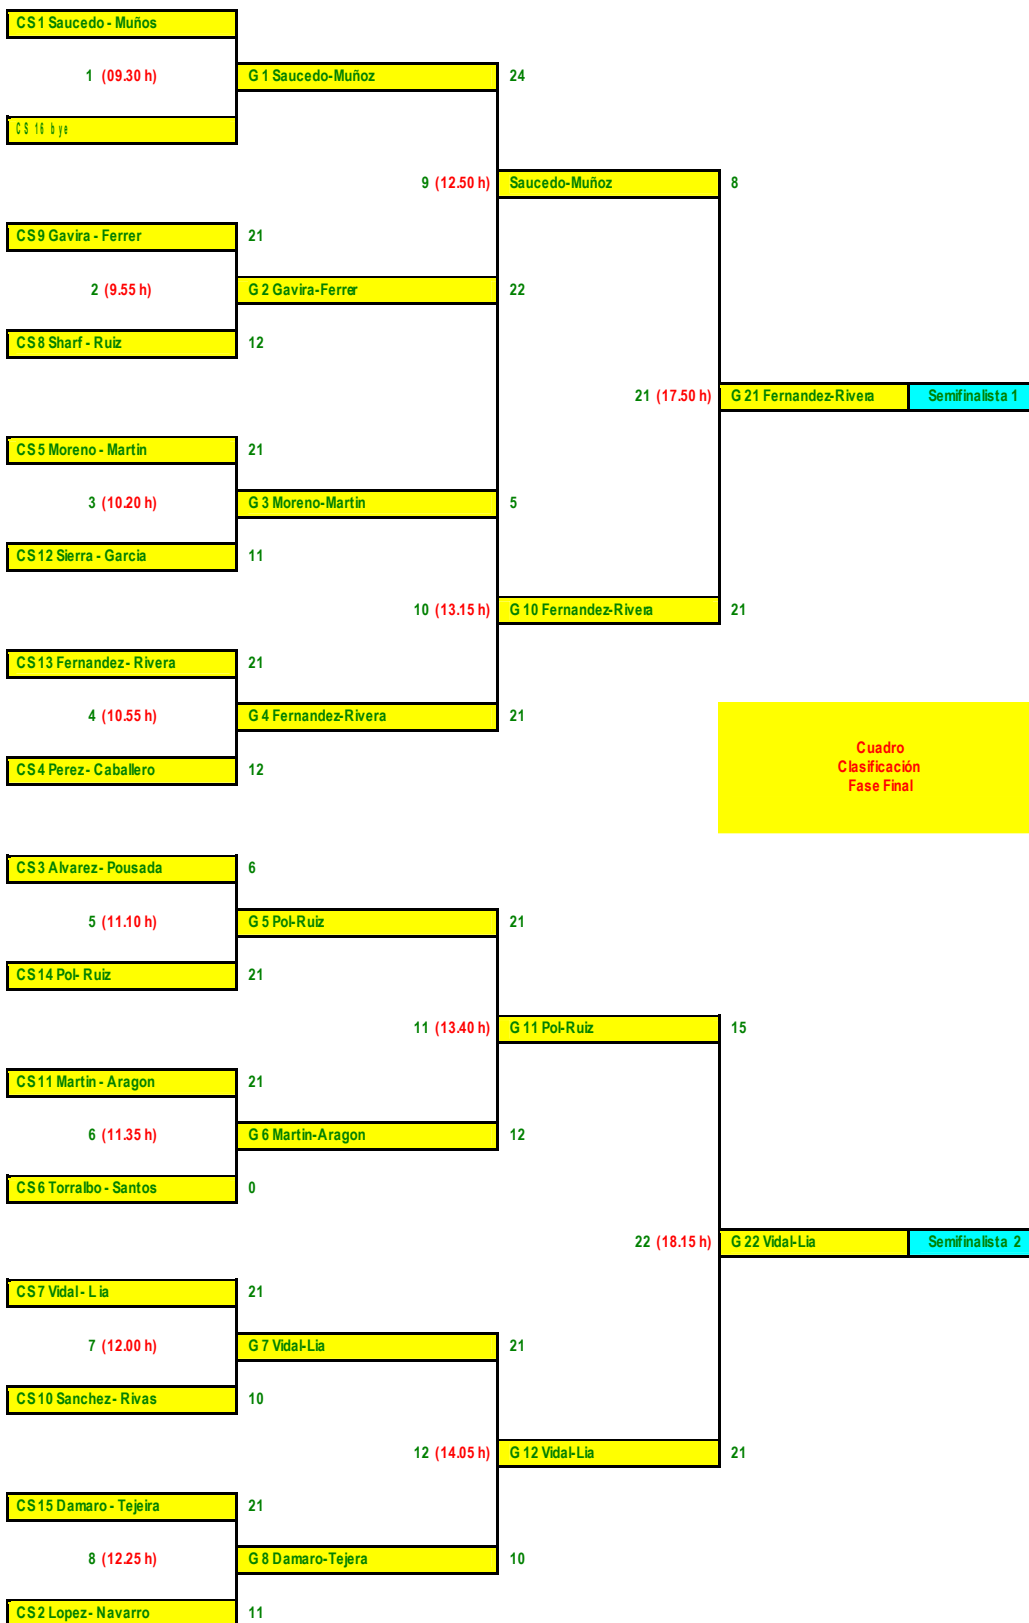 CS 1 Saucedo - Muños
1 (09.30 h) G 1 Saucedo-Muñoz 24
CS 16 bye
9 (12.50 h) Saucedo-Muñoz 8
CS 9 Gavira - Ferrer 21
2 (9.55 h) G 2 Gavira-Ferrer 22
CS 8 Sharf - Ruiz 12
21 (17.50 h) G 21 Fernandez-Rivera Semifinalista 1
CS 5 Moreno - Martin 21
3 (10.20 h) G 3 Moreno-Martin 5
CS 12 Sierra - Garcia 11
10 (13.15 h) G 10 Fernandez-Rivera 21
CS 13 Fernandez - Rivera 21
4 (10.55 h) G 4 Fernandez-Rivera 21
Cuadro
Clasificación
Fase Final
CS 4 Perez - Caballero 12
CS 3 Alvarez - Pousada 6
5 (11.10 h) G 5 Pol-Ruiz 21
CS 14 Pol- Ruiz 21
11 (13.40 h) G 11 Pol-Ruiz 15
CS 11 Martin - Aragon 21
6 (11.35 h) G 6 Martin-Aragon 12
CS 6 Torralbo - Santos 0
22 (18.15 h) G 22 Vidal-Lia Semifinalista 2
CS 7 Vidal - Lia 21
7 (12.00 h) G 7 Vidal-Lia 21
CS 10 Sanchez - Rivas 10
12 (14.05 h) G 12 Vidal-Lia 21
CS 15 Damaro - Tejeira 21
8 (12.25 h) G 8 Damaro-Tejera 10
CS 2 Lopez - Navarro 11